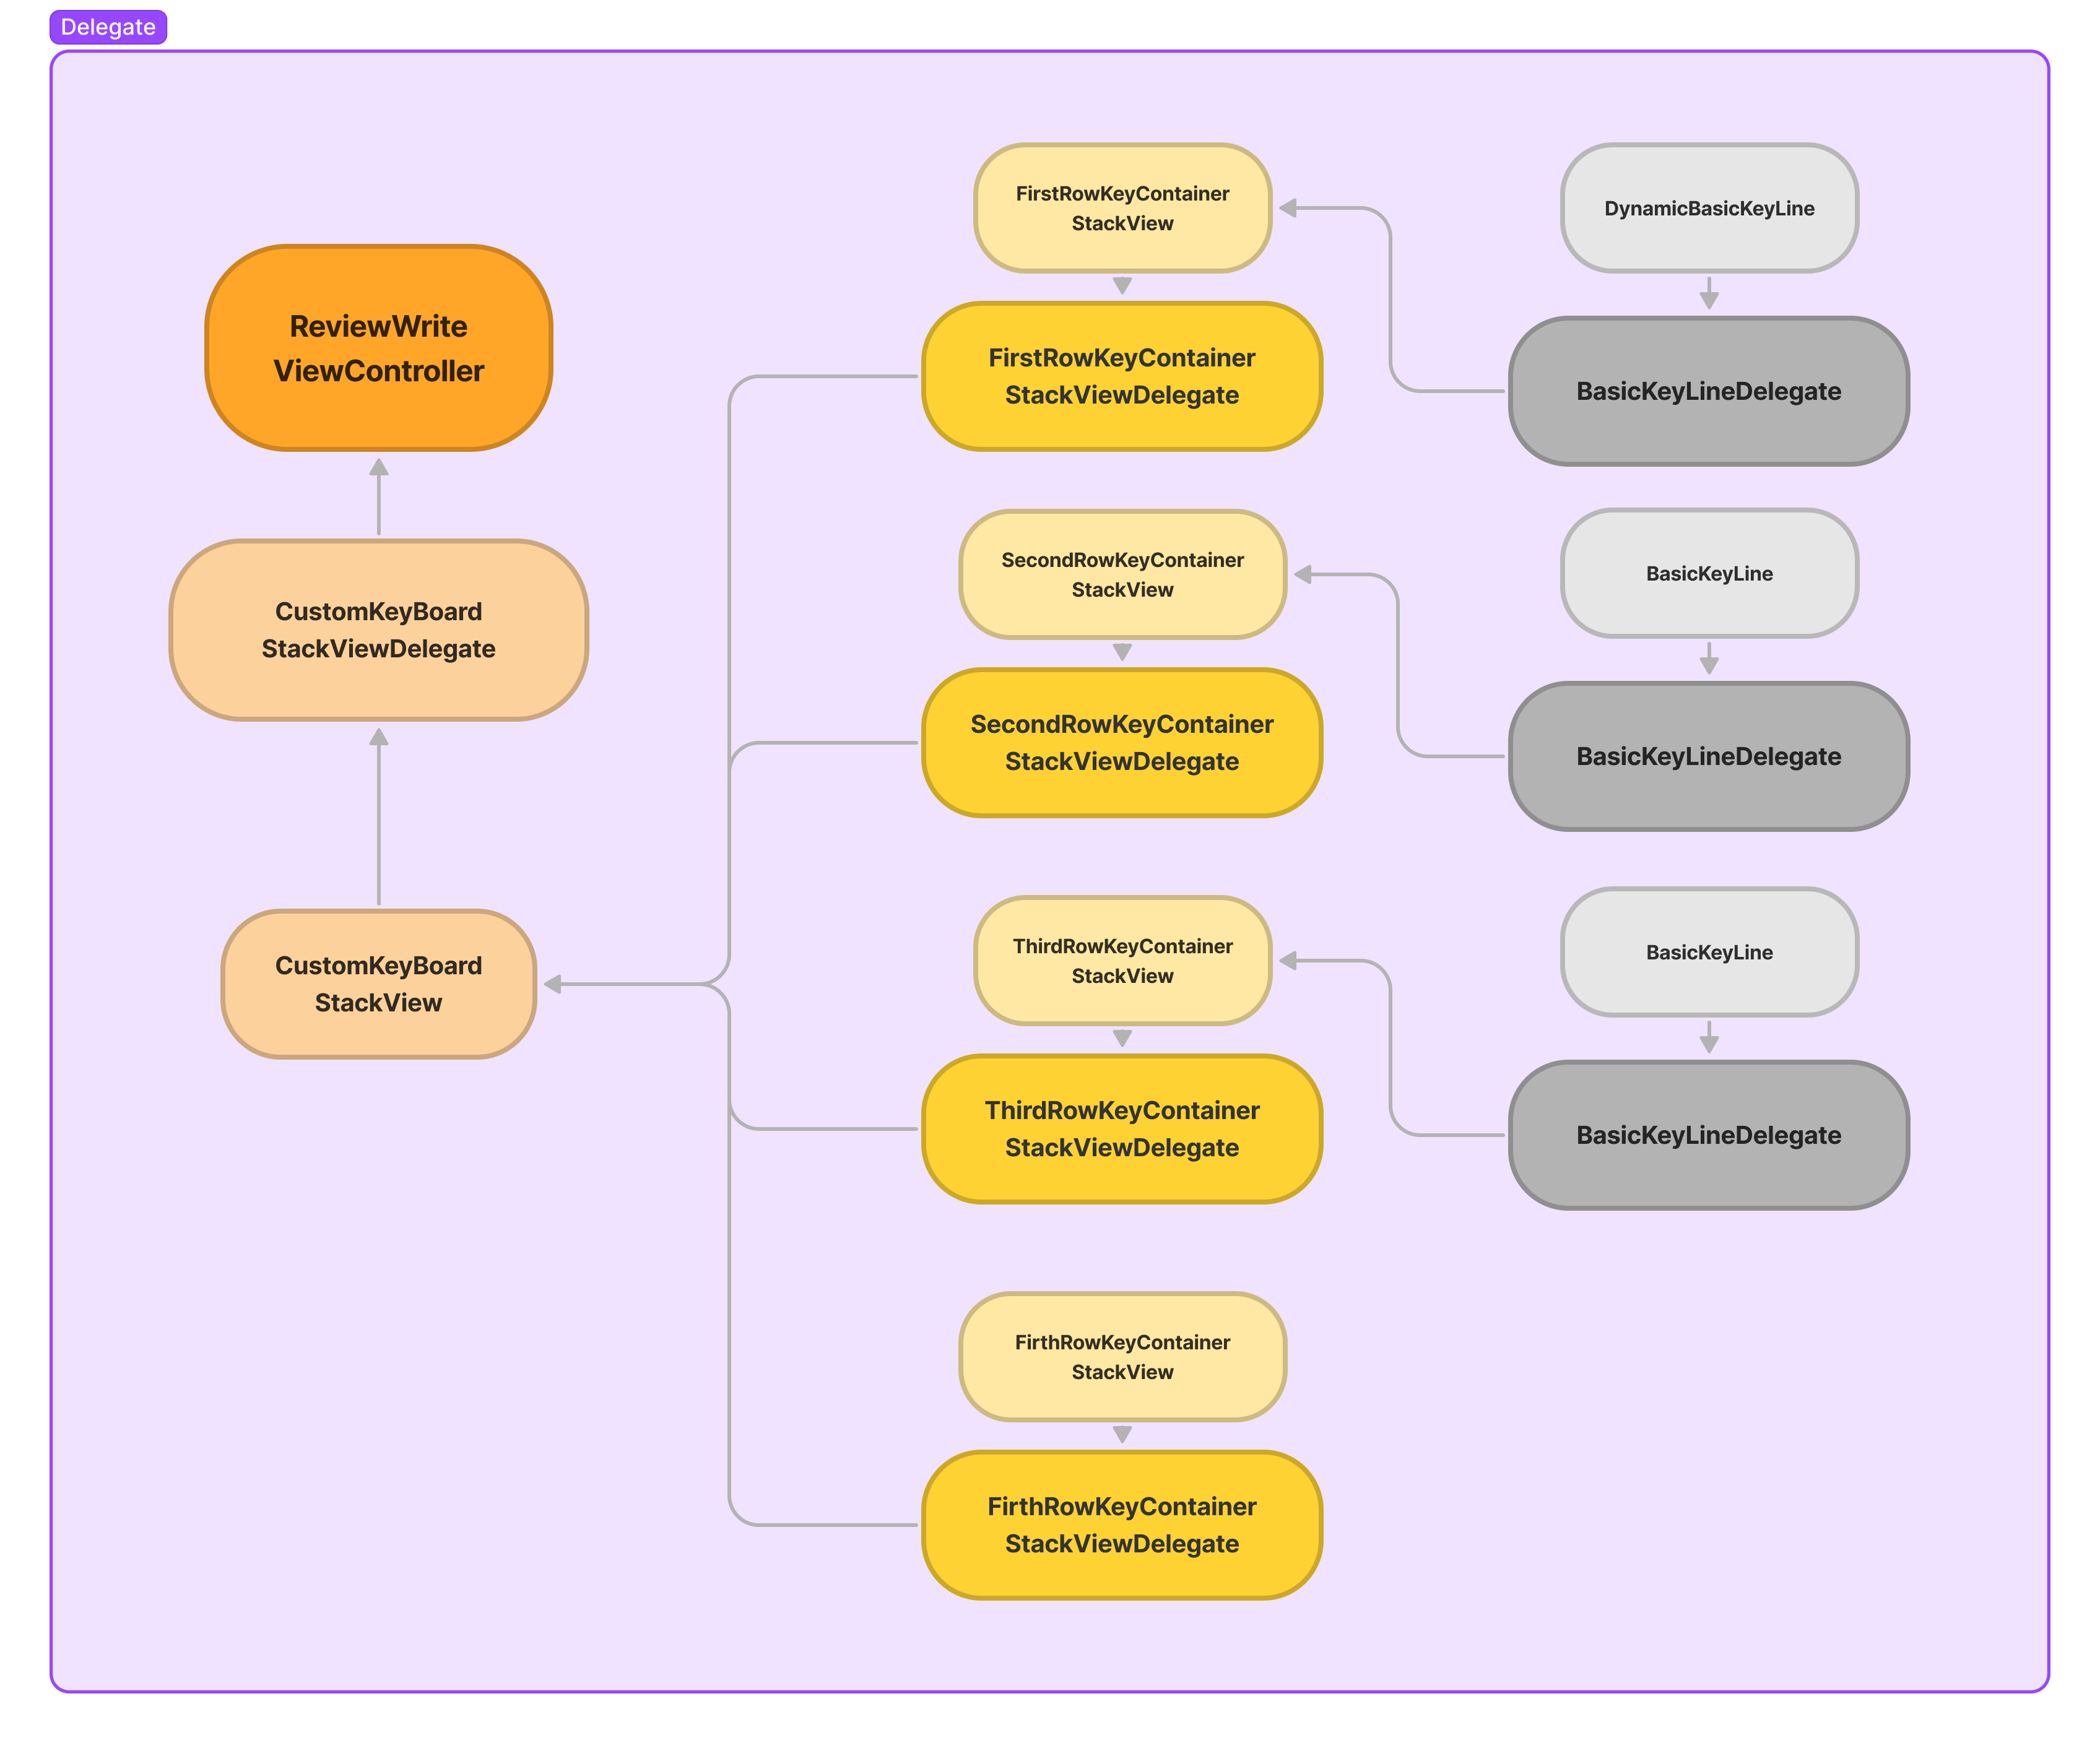 Delegate
ReviewWrite
ViewController
CustomKeyBoard
StackViewDelegate
CustomKeyBoard
StackView
FirstRowKeyContainer
StackView
FirstRowKeyContainer
StackViewDelegate
SecondRowKeyContainer
StackView
SecondRowKeyContainer
StackViewDelegate
ThirdRowKeyContainer
StackView
ThirdRowKeyContainer
StackViewDelegate
FirthRowKeyContainer
StackView
FirthRowKeyContainer
StackViewDelegate
DynamicBasicKeyLine
BasicKeyLineDelegate
BasicKeyLine
BasicKeyLineDelegate
BasicKeyLine
BasicKeyLineDelegate